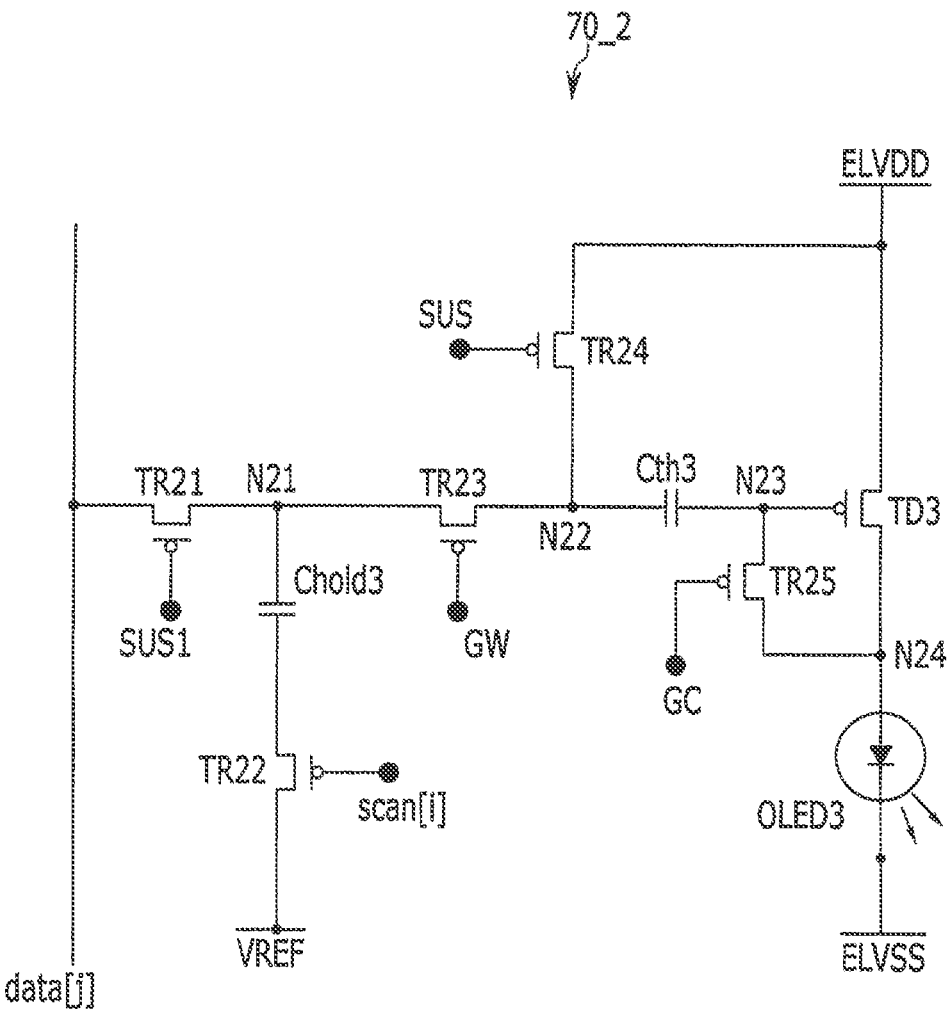 70_2
ELVDD
SUS
TR24
TR21
N21
TR23
Cth3
N23
N22
TD3
Chold3
TR25
SUS1
GW
GC
N24
TR22
scan[i]
OLED3
VREF
ELVSS
data[j]